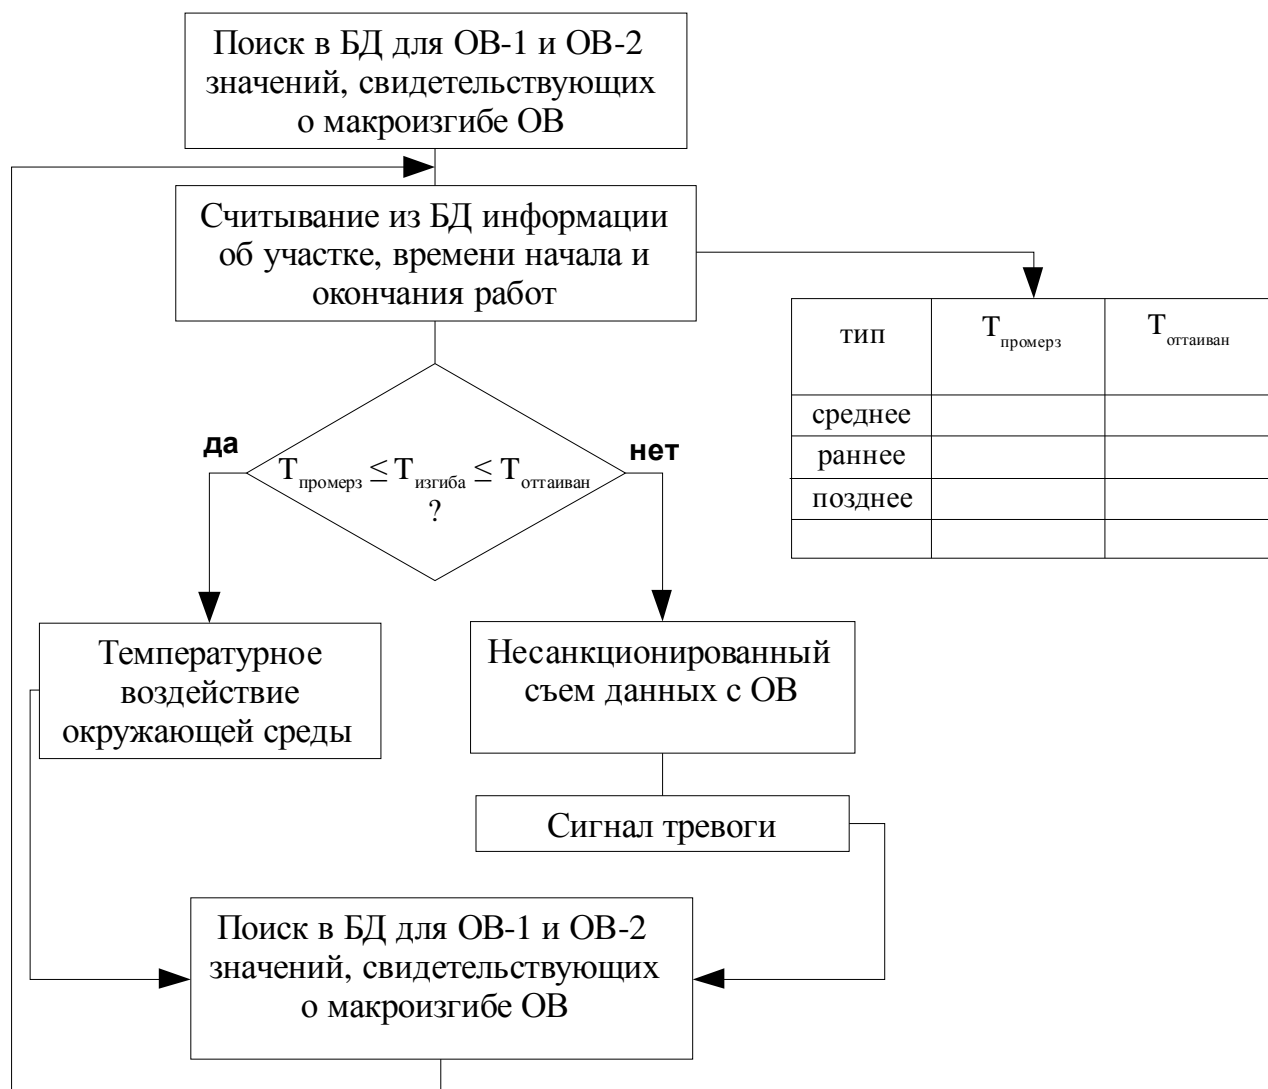 Поиск в БД для ОВ-1 и ОВ-2
значений, свидетельствующих
о макроизгибе ОВ
Считывание из БД информации
об участке, времени начала и
окончания работ
тип Tпромерз Tоттаиван
среднее
раннее
позднее
да
нет
Tпромерз ≤ Tизгиба ≤ Tоттаиван
?
Температурное
воздействие
окружающей среды
Несанкционированный
съем данных с ОВ
Сигнал тревоги
Поиск в БД для ОВ-1 и ОВ-2
значений, свидетельствующих
о макроизгибе ОВ